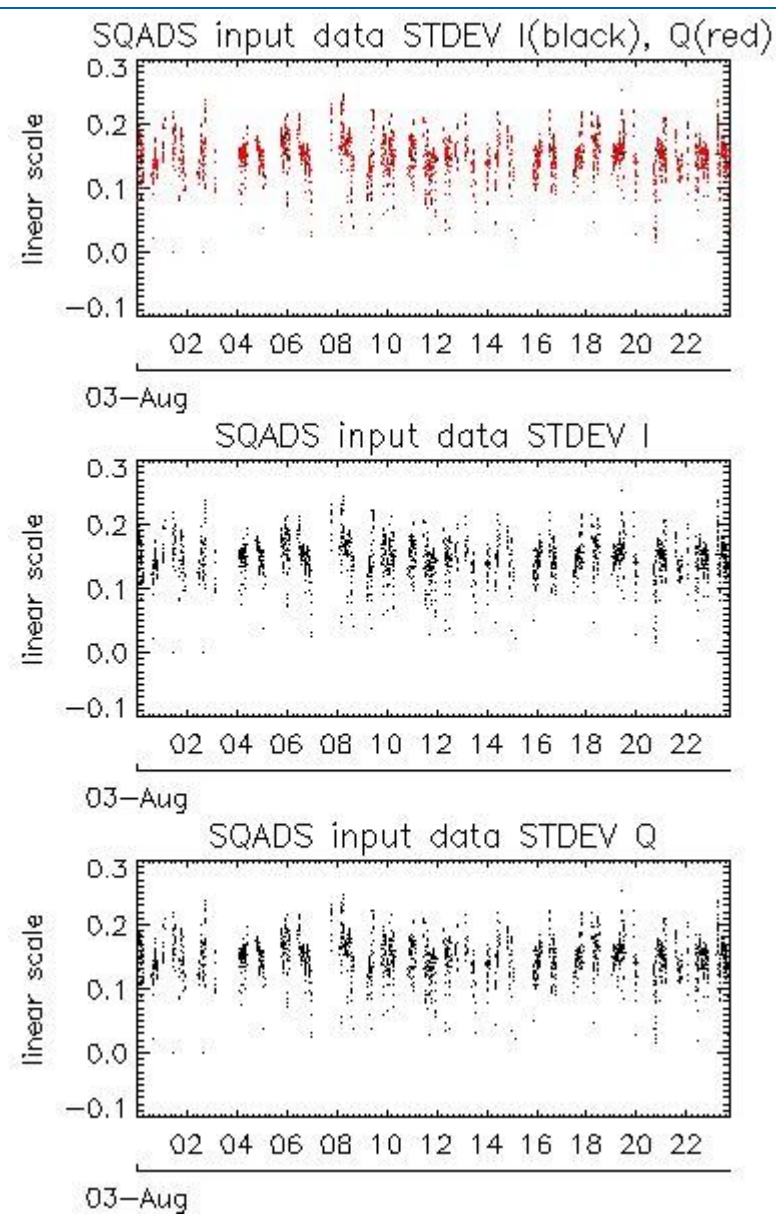 SQADS input data STDEV I(black), Q(red)
0.3
0.2
0.1
0.0
-0.1
linear scale
02 04 06 08 10 12 14 16 18 20 22
03-Aug
SQADS input data STDEV I
0.3
0.2
0.1
0.0
-0.1
linear scale
02 04 06 08 10 12 14 16 18 20 22
03-Aug
SQADS input data STDEV Q
0.3
0.2
0.1
0.0
-0.1
linear scale
02 04 06 08 10 12 14 16 18 20 22
03-Aug